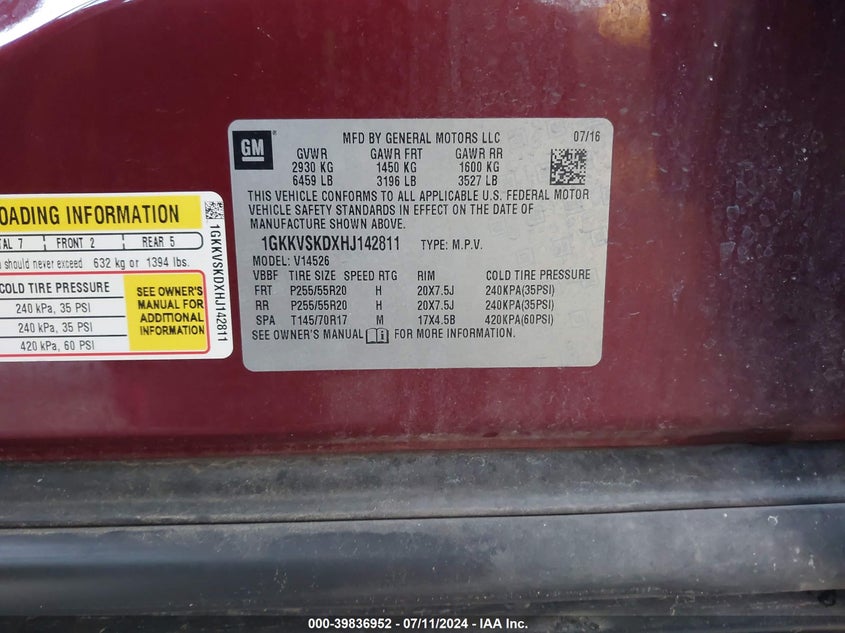 GM
MFD BY GENERAL MOTORS LLC 07/16
GVWR GAWR FRT GAWR RR
2930 KG 1450 KG 1600 KG
6459 LB 3196 LB 3527 LB
THIS VEHICLE CONFORMS TO ALL APPLICABLE U.S. FEDERAL MOTOR
VEHICLE SAFETY STANDARDS IN EFFECT ON THE DATE OF
MANUFACTURE SHOWN ABOVE.
1GKKVSKDXHJ142811 TYPE: M.P.V.
MODEL: V14526
VBBF TIRE SIZE SPEED RTG RIM COLD TIRE PRESSURE
FRT P255/55R20 H 20X7.5J 240KPA(35PSI)
RR P255/55R20 H 20X7.5J 240KPA(35PSI)
SPA T145/70R17 M 17X4.5B 420KPA(60PSI)
SEE OWNER'S MANUAL FOR MORE INFORMATION.
OADING INFORMATION
TAL 7 FRONT 2 REAR 5
should never exceed 632 kg or 1394 lbs.
COLD TIRE PRESSURE
240 kPa, 35 PSI
240 kPa, 35 PSI
420 kPa, 60 PSI
SEE OWNER'S
MANUAL FOR
ADDITIONAL
INFORMATION
1GKKVSKDXHJ142811
000-39836952 - 07/11/2024 - IAA Inc.